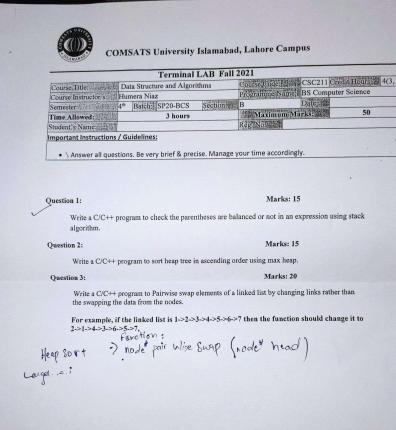 COMSATS University Islamabad, Lahore Campus
Terminal LAB Fall 2021
Course Title: Data Structure and Algorithms CSC211 Credit Hours: 4(3,
Course Instructor: Humera Niaz Programme Name: BS Computer Science
Semester: 4th Batch: SP20-BCS Section: B Date:
Time Allowed: 3 hours Maximum Marks: 50
Student's Name: Reg. No.
Important Instructions / Guidelines:
• \ Answer all questions. Be very brief & precise. Manage your time accordingly.
Question 1: Marks: 15
Write a C/C++ program to check the parentheses are balanced or not in an expression using stack
algorithm.
Question 2: Marks: 15
Write a C/C++ program to sort heap tree in ascending order using max heap.
Question 3: Marks: 20
Write a C/C++ program to Pairwise swap elements of a linked list by changing links rather than
the swapping the data from the nodes.
For example, if the linked list is 1->2->3->4->5->6->7 then the function should change it to
2->1->4->3->6->5->7,
Function:
Heap Sort -> node* pair Wise Swap (node* head)